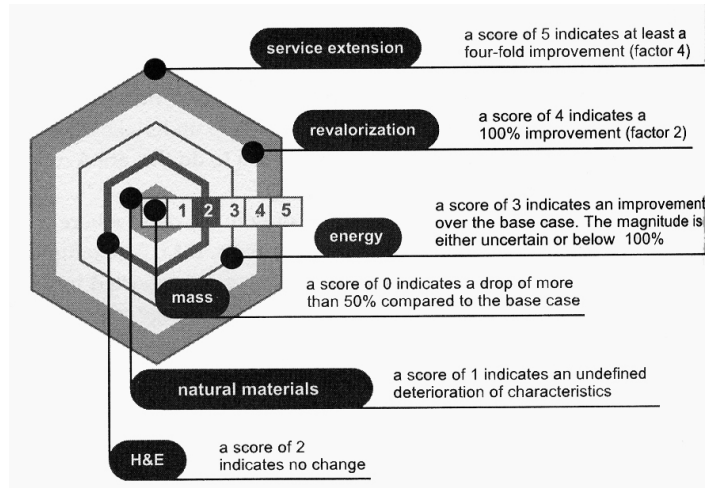 service extension
a score of 5 indicates at least a
four-fold improvement (factor 4)
revalorization
a score of 4 indicates a
100% improvement (factor 2)
1 2 3 4 5
energy
a score of 3 indicates an improvement
over the base case. The magnitude is
either uncertain or below 100%
mass
a score of 0 indicates a drop of more
than 50% compared to the base case
natural materials
a score of 1 indicates an undefined
deterioration of characteristics
H&E
a score of 2
indicates no change